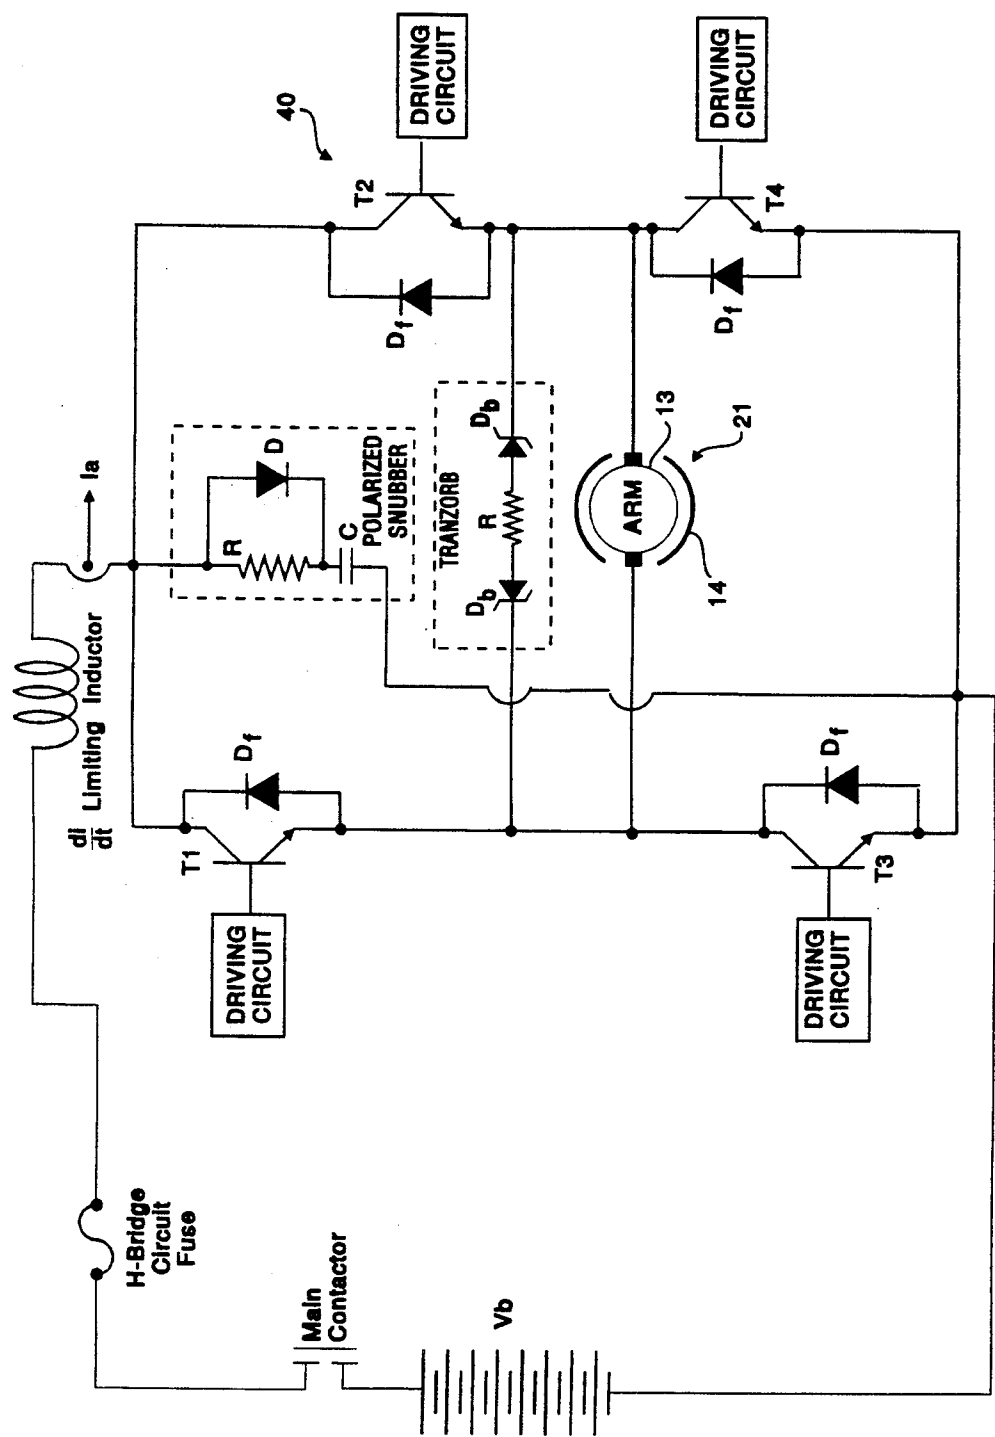 H-Bridge
Circuit
Fuse
Main
Contactor
Vb
di
dt
Limiting Inductor
Ia
40
T1
Df
DRIVING
CIRCUIT
R
D
C
POLARIZED
SNUBBER
T2
Df
DRIVING
CIRCUIT
TRANZORB
Db
R
Db
ARM
13
14
21
T3
Df
DRIVING
CIRCUIT
T4
Df
DRIVING
CIRCUIT